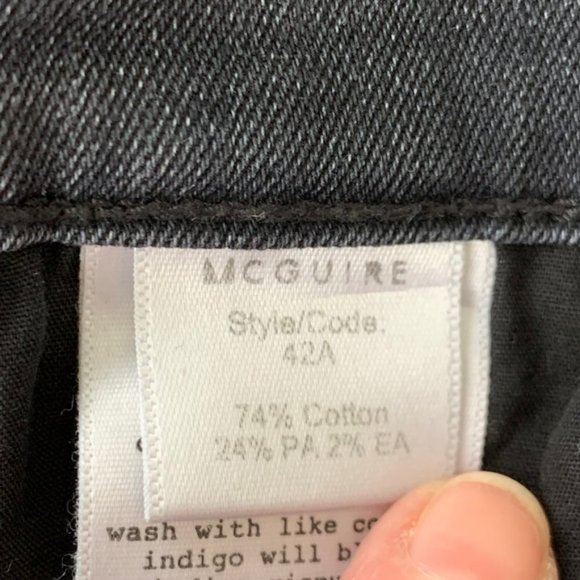 MCGUIRE
Style/Code:
42A
74% Cotton
24% PA 2% EA
wash with like
indigo will